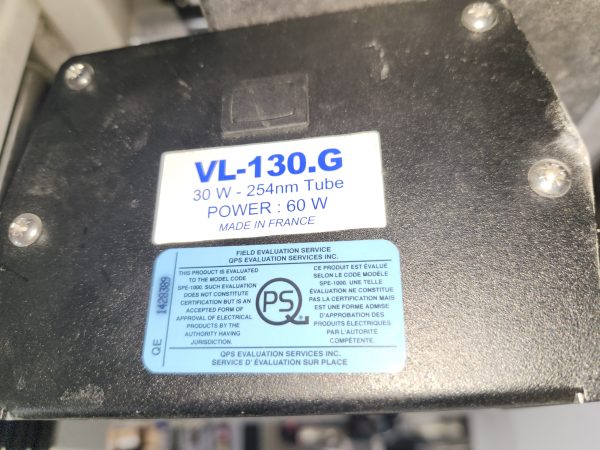 VL-130.G
30 W - 254nm Tube
POWER : 60 W
MADE IN FRANCE
FIELD EVALUATION SERVICE
QPS EVALUATION SERVICES INC.
THIS PRODUCT IS EVALUATED
TO THE MODEL CODE
SPE-1000. SUCH EVALUATION
DOES NOT CONSTITUTE
CERTIFICATION BUT IS AN
ACCEPTED FORM OF
APPROVAL OF ELECTRICAL
PRODUCTS BY THE
AUTHORITY HAVING
JURISDICTION.
QE 1428389
QPS
®
CE PRODUIT EST ÉVALUÉ
SELON LE CODE MODÈLE
SPE-1000. UNE TELLE
ÉVALUATION NE CONSTITUE
PAS LA CERTIFICATION MAIS
EST UNE FORME ADMISE
D'APPROBATION DES
PRODUITS ÉLECTRIQUES
PAR L'AUTORITÉ
COMPÉTENTE.
QPS EVALUATION SERVICES INC.
SERVICE D' ÉVALUATION SUR PLACE